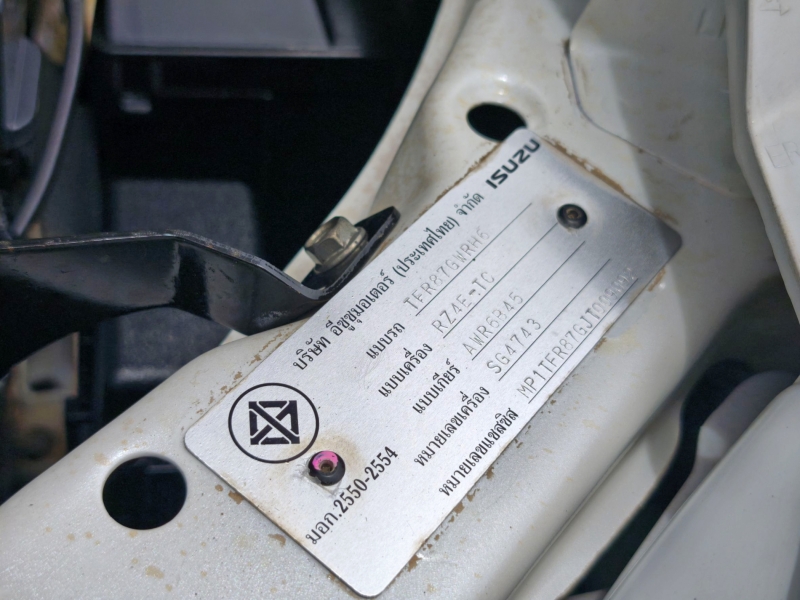 ISUZU
บริษัท อีซูซุมอเตอร์ (ประเทศไทย) จำกัด
แบบรถ TFR87GWRH6
แบบเครื่อง RZ4E-TC
แบบเกียร์ AWR6B45
หมายเลขเครื่อง SG4743
หมายเลขแชสซิส
มอก.2550-2554